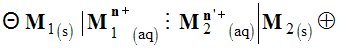 ⊖ M₁₍ₛ₎ | M₁ⁿ⁺ ₍aq₎ ⋮ M₂ⁿ'⁺ ₍aq₎ | M₂₍ₛ₎ ⊕